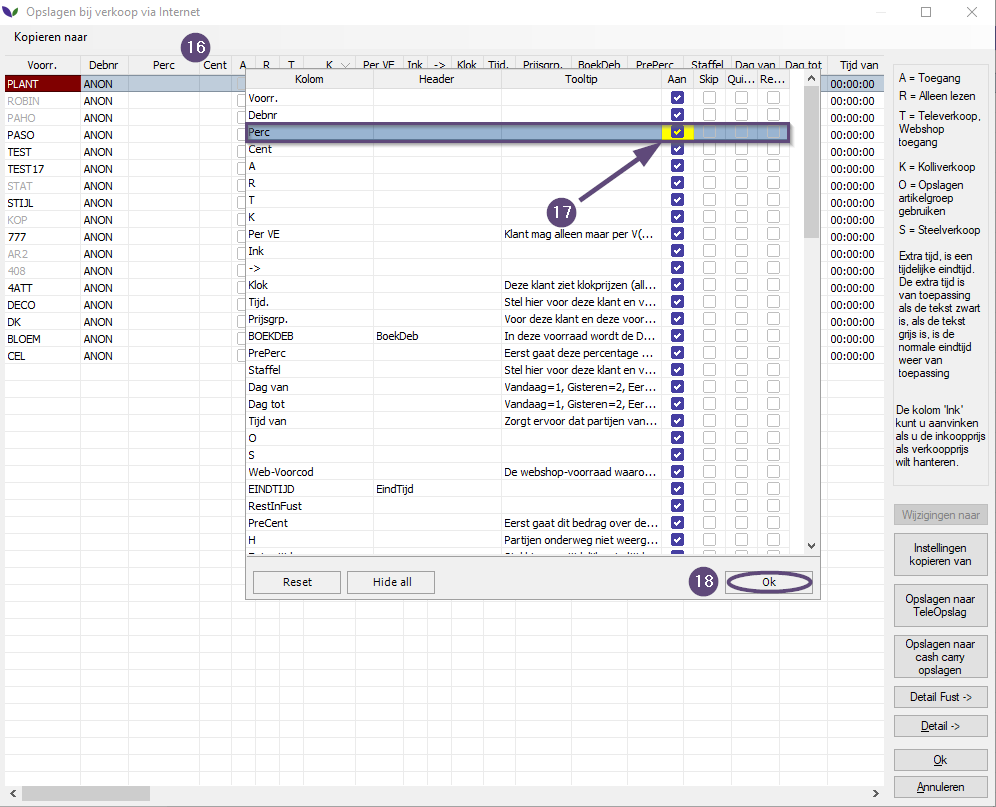 Opslagen bij verkoop via Internet
Kopieren naar
16
Voorr. Debnr Perc Cent A R T K Per VE Ink -> Klok Tijd. Prijsgrp. BoekDeb PrePerc Staffel Dag van Dag tot Tijd van
PLANT ANON 00:00:00
ROBIN ANON 00:00:00
PAHO ANON 00:00:00
PASO ANON 00:00:00
TEST ANON 00:00:00
TEST17 ANON 00:00:00
STAT ANON 00:00:00
STIJL ANON 00:00:00
KOP ANON 00:00:00
777 ANON 00:00:00
AR2 ANON 00:00:00
408 ANON 00:00:00
4ATT ANON 00:00:00
DECO ANON 00:00:00
DK ANON 00:00:00
BLOEM ANON 00:00:00
CEL ANON 00:00:00
Kolom Header Tooltip Aan Skip Qui... Re...
Voorr.
Debnr
Perc
Cent
A
R
T
K
17
Per VE Klant mag alleen maar per V(...
Ink
->
Klok Deze klant ziet klokprijzen (all...
Tijd. Stel hier voor deze klant en v...
Prijsgrp. Voor deze klant en deze voor...
BOEKDEB BoekDeb In deze voorraad wordt de D...
PrePerc Eerst gaat deze percentage ...
Staffel Stel hier voor deze klant en v...
Dag van Vandaag=1, Gisteren=2, Eer...
Dag tot Vandaag=1, Gisteren=2, Eer...
Tijd van Zorgt ervoor dat partijen van...
O
S
Web-Voorcod De webshop-voorraad waaro...
EINDTIJD EindTijd
RestInFust
PreCent Eerst gaat dit bedrag over de...
H Partijen onderweg niet weerg...
Reset
Hide all
18
Ok
A = Toegang
R = Alleen lezen
T = Televerkoop,
Webshop
toegang
K = Kolliverkoop
O = Opslagen
artikelgroep
gebruiken
S = Steelverkoop
Extra tijd, is een
tijdelijke eindtijd.
De extra tijd is
van toepassing
als de tekst zwart
is, als de tekst
grijs is, is de
normale eindtijd
weer van
toepassing
De kolom 'Ink'
kunt u aanvinken
als u de inkoopprijs
als verkoopprijs
wilt hanteren.
Wijzigingen naar
Instellingen
kopieren van
Opslagen naar
TeleOpslag
Opslagen naar
cash carry
opslagen
Detail Fust ->
Detail ->
Ok
Annuleren